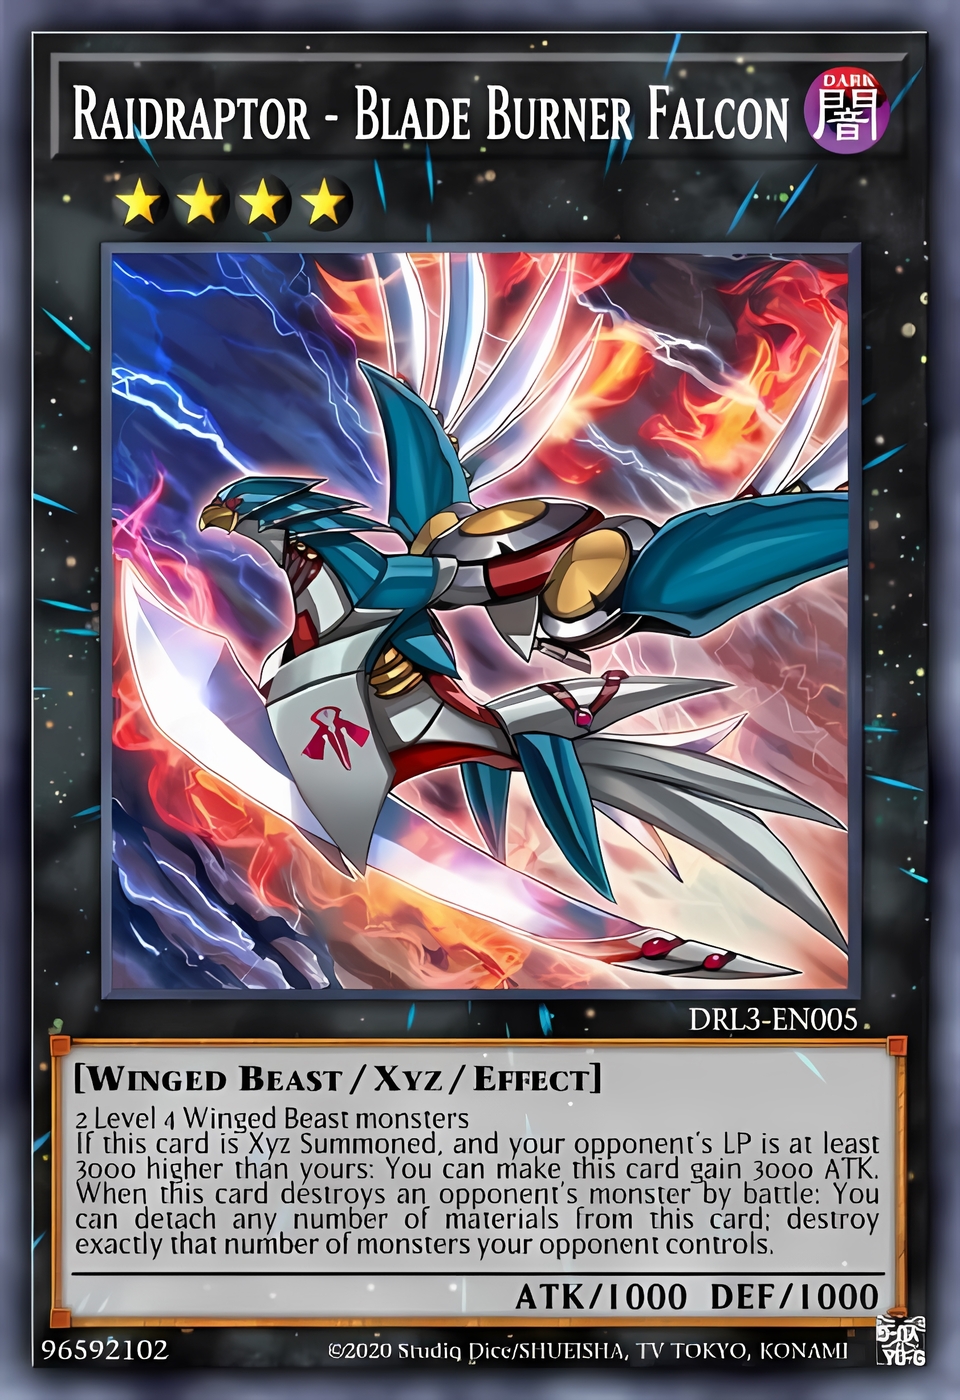 RAIDRAPTOR - BLADE BURNER FALCON
DARK
闇
DRL3-EN005
[WINGED BEAST / XYZ / EFFECT]
2 Level 4 Winged Beast monsters
If this card is Xyz Summoned, and your opponent's LP is at least
3000 higher than yours: You can make this card gain 3000 ATK.
When this card destroys an opponent's monster by battle: You
can detach any number of materials from this card; destroy
exactly that number of monsters your opponent controls.
ATK/1000 DEF/1000
96592102
©2020 Studio Dice/SHUEISHA, TV TOKYO, KONAMI